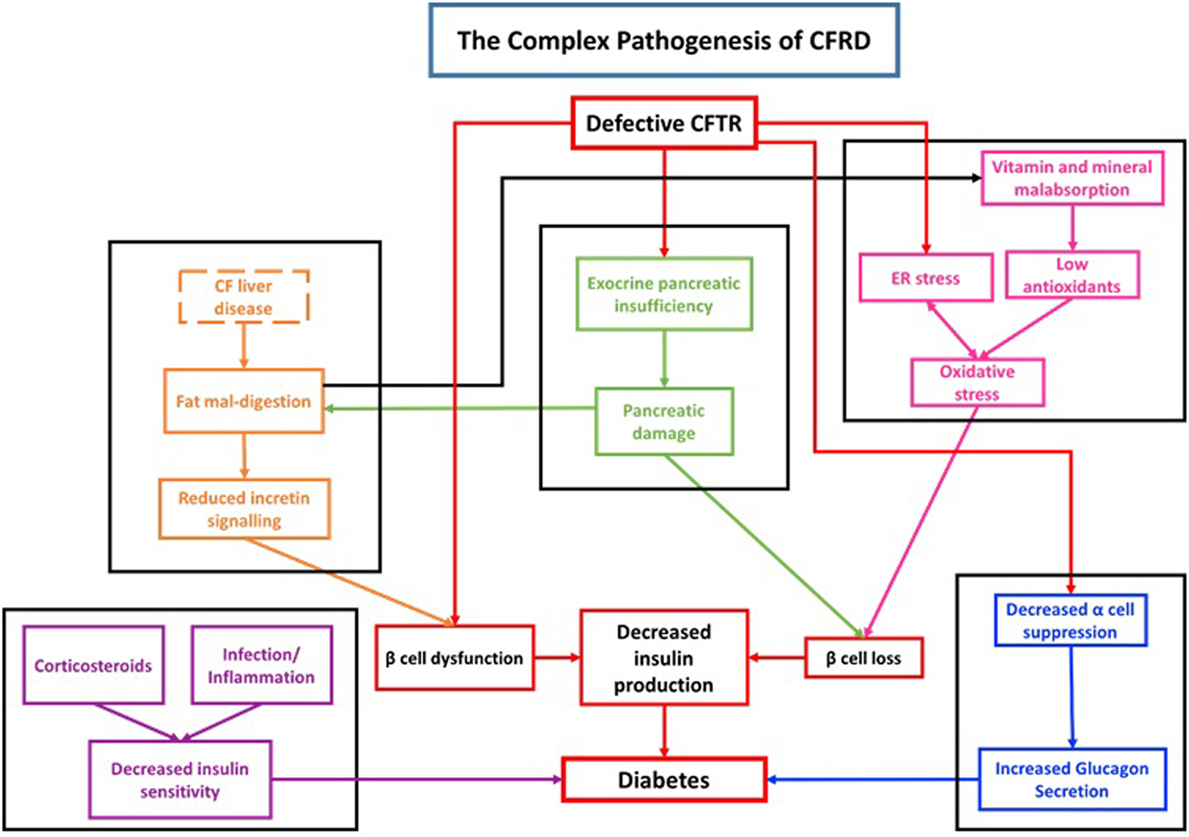 The Complex Pathogenesis of CFRD
Defective CFTR
Vitamin and mineral
malabsorption
CF liver
disease
Exocrine pancreatic
insufficiency
ER stress
Low
antioxidants
Fat mal-digestion
Pancreatic
damage
Oxidative
stress
Reduced incretin
signalling
Corticosteroids
Infection/
Inflammation
β cell dysfunction
Decreased
insulin
production
β cell loss
Decreased α cell
suppression
Decreased insulin
sensitivity
Diabetes
Increased Glucagon
Secretion